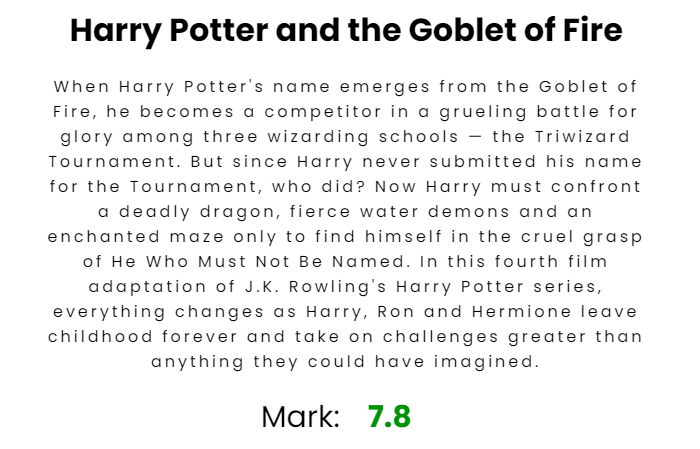 Harry Potter and the Goblet of Fire
When Harry Potter's name emerges from the Goblet of
Fire, he becomes a competitor in a grueling battle for
glory among three wizarding schools — the Triwizard
Tournament. But since Harry never submitted his name
for the Tournament, who did? Now Harry must confront
a deadly dragon, fierce water demons and an
enchanted maze only to find himself in the cruel grasp
of He Who Must Not Be Named. In this fourth film
adaptation of J.K. Rowling's Harry Potter series,
everything changes as Harry, Ron and Hermione leave
childhood forever and take on challenges greater than
anything they could have imagined.
Mark: 7.8